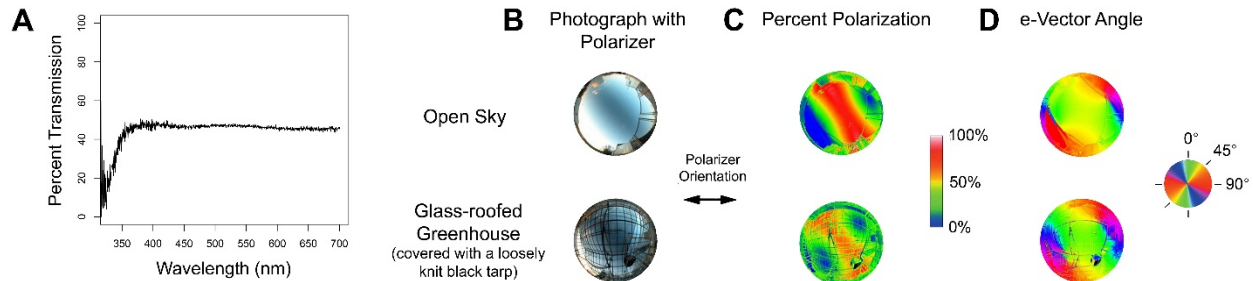 A
Percent Transmission
100
80
60
40
20
0
350 400 450 500 550 600 650 700
Wavelength (nm)
B
Photograph with
Polarizer
C
Percent Polarization
D
e-Vector Angle
Open Sky
Glass-roofed
Greenhouse
(covered with a loosely
knit black tarp)
Polarizer
Orientation
100%
50%
0%
0°
45°
90°